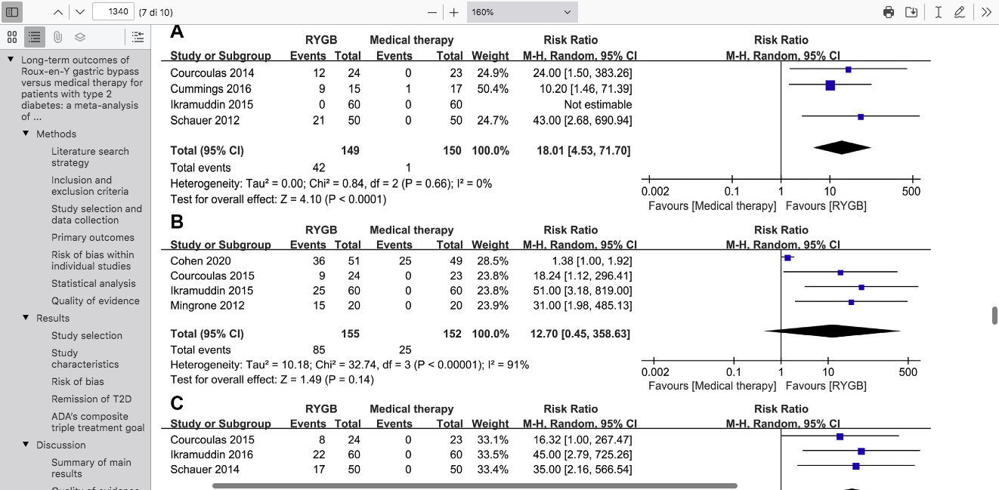 1340 (7 di 10)
160%
Long-term outcomes of
Roux-en-Y gastric bypass
versus medical therapy for
patients with type 2
diabetes: a meta-analysis
of ...
Methods
Literature search
strategy
Inclusion and
exclusion criteria
Study selection and
data collection
Primary outcomes
Risk of bias within
individual studies
Statistical analysis
Quality of evidence
Results
Study selection
Study
characteristics
Risk of bias
Remission of T2D
ADA's composite
triple treatment goal
Discussion
Summary of main
results
Quality of evidence
A
RYGB Medical therapy Risk Ratio Risk Ratio
Study or Subgroup Events Total Events Total Weight M-H, Random, 95% CI M-H, Random, 95% CI
Courcoulas 2014 12 24 0 23 24.9% 24.00 [1.50, 383.26]
Cummings 2016 9 15 1 17 50.4% 10.20 [1.46, 71.39]
Ikramuddin 2015 0 60 0 60 Not estimable
Schauer 2012 21 50 0 50 24.7% 43.00 [2.68, 690.94]
Total (95% CI) 149 150 100.0% 18.01 [4.53, 71.70]
Total events 42 1
Heterogeneity: Tau² = 0.00; Chi² = 0.84, df = 2 (P = 0.66); I² = 0%
Test for overall effect: Z = 4.10 (P < 0.0001)
0.002 0.1 1 10 500
Favours [Medical therapy] Favours [RYGB]
B
RYGB Medical therapy Risk Ratio Risk Ratio
Study or Subgroup Events Total Events Total Weight M-H, Random, 95% CI M-H, Random, 95% CI
Cohen 2020 36 51 25 49 28.5% 1.38 [1.00, 1.92]
Courcoulas 2015 9 24 0 23 23.8% 18.24 [1.12, 296.41]
Ikramuddin 2015 25 60 0 60 23.8% 51.00 [3.18, 819.00]
Mingrone 2012 15 20 0 20 23.9% 31.00 [1.98, 485.13]
Total (95% CI) 155 152 100.0% 12.70 [0.45, 358.63]
Total events 85 25
Heterogeneity: Tau² = 10.18; Chi² = 32.74, df = 3 (P < 0.00001); I² = 91%
Test for overall effect: Z = 1.49 (P = 0.14)
0.002 0.1 1 10 500
Favours [Medical therapy] Favours [RYGB]
C
RYGB Medical therapy Risk Ratio Risk Ratio
Study or Subgroup Events Total Events Total Weight M-H, Random, 95% CI M-H, Random, 95% CI
Courcoulas 2015 8 24 0 23 33.1% 16.32 [1.00, 267.47]
Ikramuddin 2016 22 60 0 60 33.5% 45.00 [2.79, 725.26]
Schauer 2014 17 50 0 50 33.4% 35.00 [2.16, 566.54]